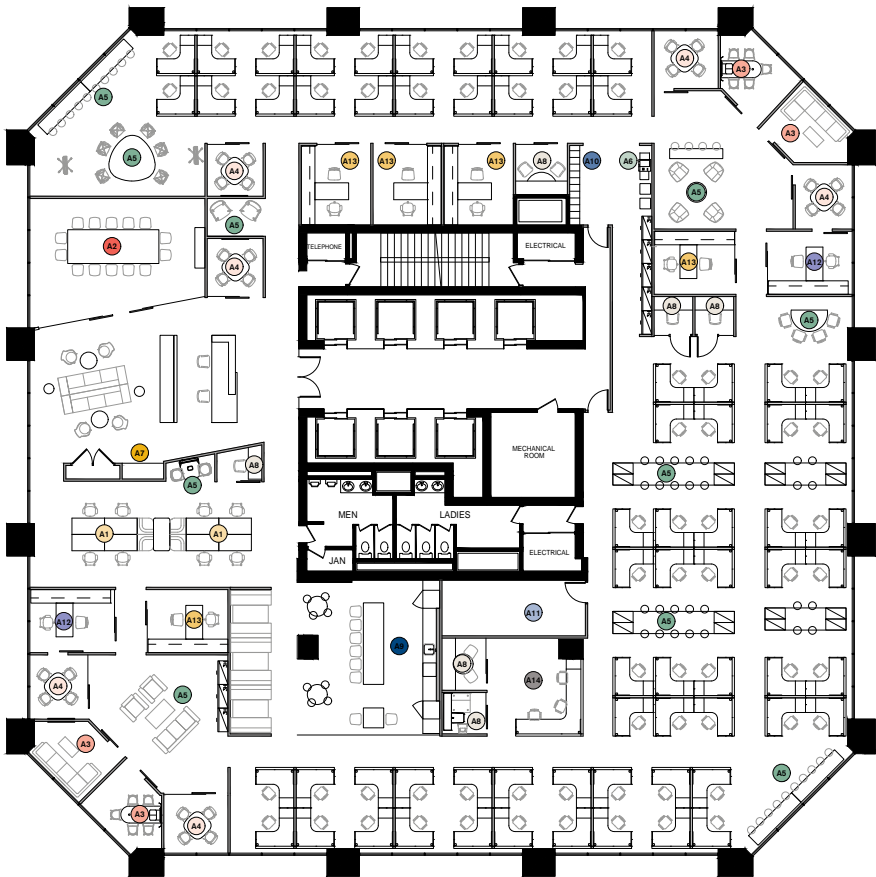 A4
A3
A5
A3
A5
A13
A13
A13
A8
A10
A6
A4
A5
A4
A5
A2
TELEPHONE
ELECTRICAL
A4
A13
A12
A8
A8
A5
A7
A5
A8
MECHANICAL
ROOM
A5
A1
A1
MEN
LADIES
JAN
ELECTRICAL
A12
A13
A11
A5
A9
A8
A14
A4
A5
A8
A3
A5
A3
A4